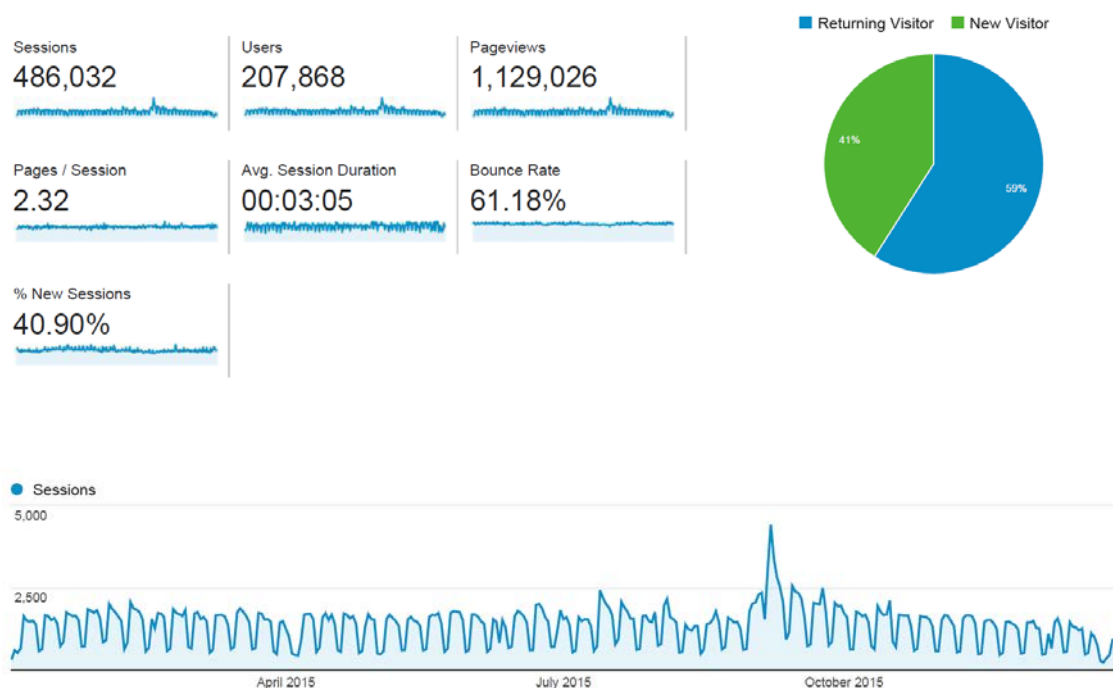 Returning Visitor New Visitor
Sessions
486,032
Users
207,868
Pageviews
1,129,026
Pages / Session
2.32
Avg. Session Duration
00:03:05
Bounce Rate
61.18%
% New Sessions
40.90%
41%
59%
Sessions
5,000
2,500
April 2015 July 2015 October 2015